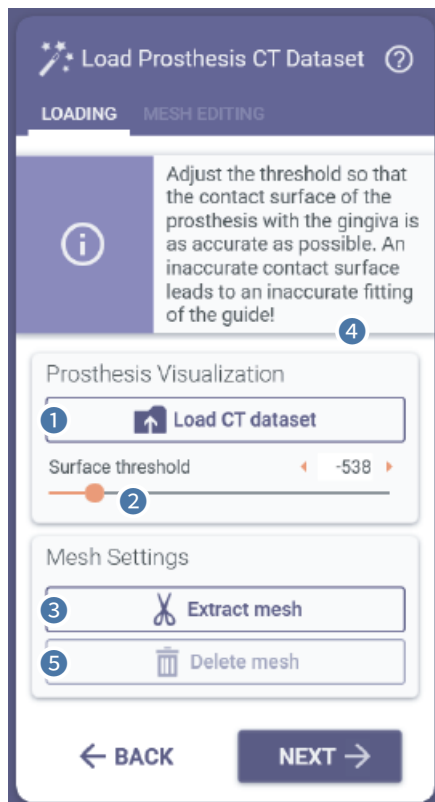 Load Prosthesis CT Dataset ?
LOADING MESH EDITING
Adjust the threshold so that
the contact surface of the
prosthesis with the gingiva is
as accurate as possible. An
inaccurate contact surface
leads to an inaccurate fitting
of the guide!
4
Prosthesis Visualization
1 Load CT dataset
Surface threshold -538
2
Mesh Settings
3 Extract mesh
5 Delete mesh
BACK NEXT